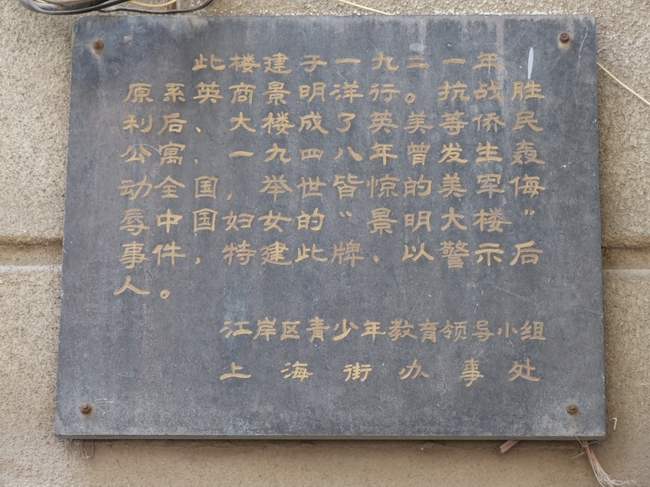 此楼建于一九二一年
原系英商景明洋行。抗战胜
利后、大楼成了英美等侨民
公寓,一九四八年曾发生轰
动全国,举世皆惊的美军侮
辱中国妇女的“景明大楼”
事件,特建此牌、以警示后
人。
江岸区青少年教育领导小组
上海街办事处